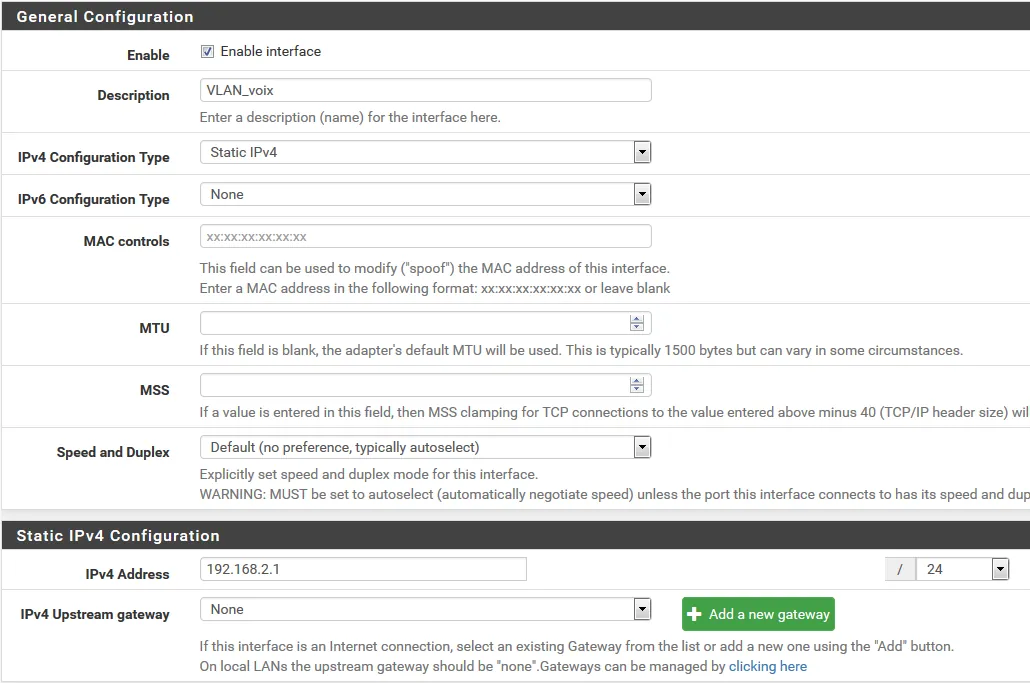 General Configuration
Enable
Enable interface
Description
VLAN_voix
Enter a description (name) for the interface here.
IPv4 Configuration Type
Static IPv4
IPv6 Configuration Type
None
MAC controls
xx:xx:xx:xx:xx:xx
This field can be used to modify ("spoof") the MAC address of this interface.
Enter a MAC address in the following format: xx:xx:xx:xx:xx:xx or leave blank
MTU
If this field is blank, the adapter's default MTU will be used. This is typically 1500 bytes but can vary in some circumstances.
MSS
If a value is entered in this field, then MSS clamping for TCP connections to the value entered above minus 40 (TCP/IP header size) wil
Speed and Duplex
Default (no preference, typically autoselect)
Explicitly set speed and duplex mode for this interface.
WARNING: MUST be set to autoselect (automatically negotiate speed) unless the port this interface connects to has its speed and dup
Static IPv4 Configuration
IPv4 Address
192.168.2.1
/ 24
IPv4 Upstream gateway
None
Add a new gateway
If this interface is an Internet connection, select an existing Gateway from the list or add a new one using the "Add" button.
On local LANs the upstream gateway should be "none".Gateways can be managed by clicking here